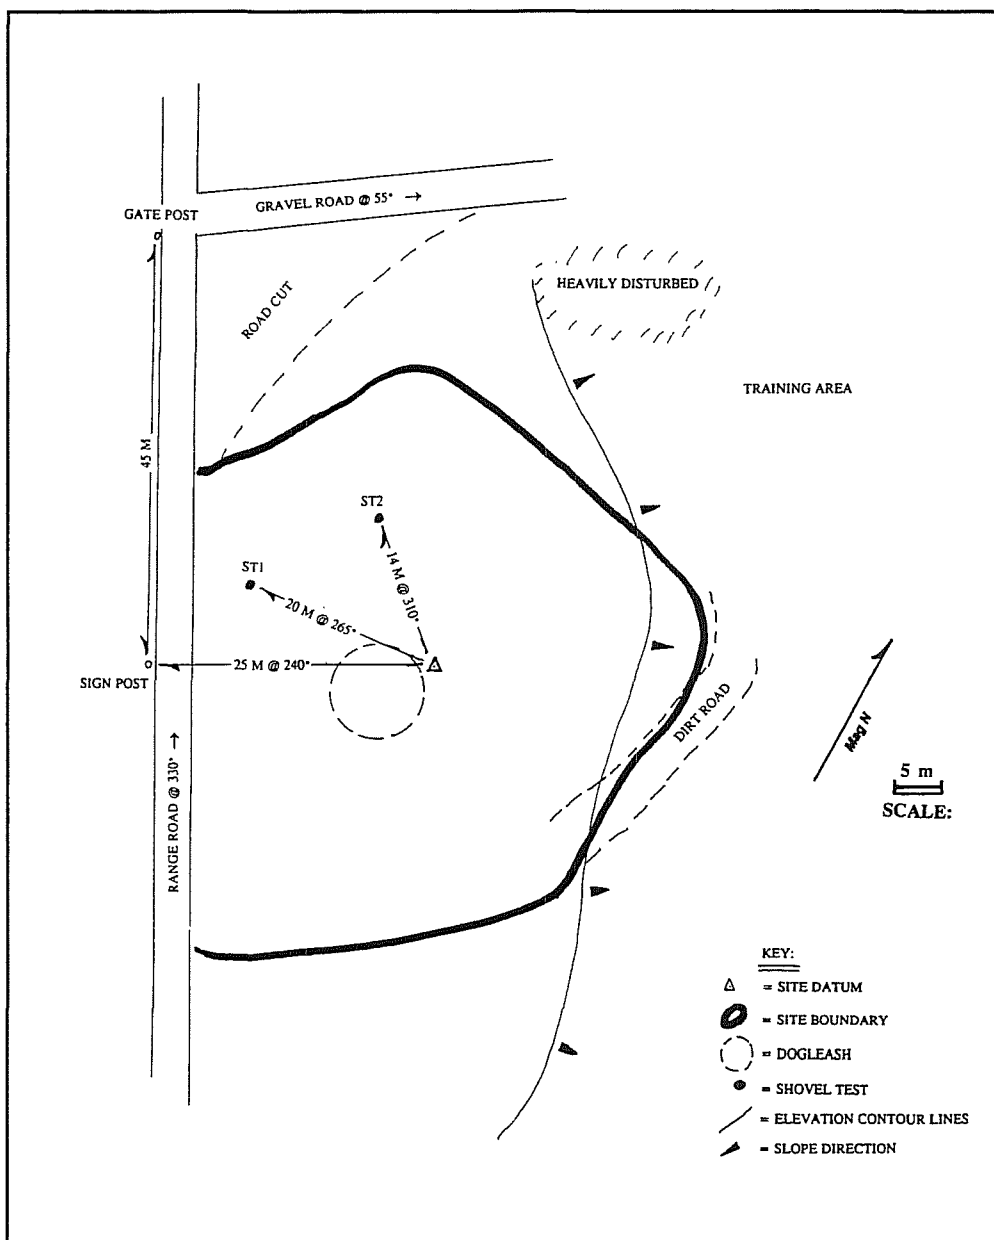 GRAVEL ROAD @ 55° →
GATE POST
ROAD CUT
HEAVILY DISTURBED
TRAINING AREA
45 M
ST2
ST1
14 M @ 310°
20 M @ 265°
25 M @ 240°
SIGN POST
DIRT ROAD
Mag N
RANGE ROAD @ 330° →
5 m
SCALE:
KEY:
= SITE DATUM
= SITE BOUNDARY
= DOGLEASH
= SHOVEL TEST
= ELEVATION CONTOUR LINES
= SLOPE DIRECTION